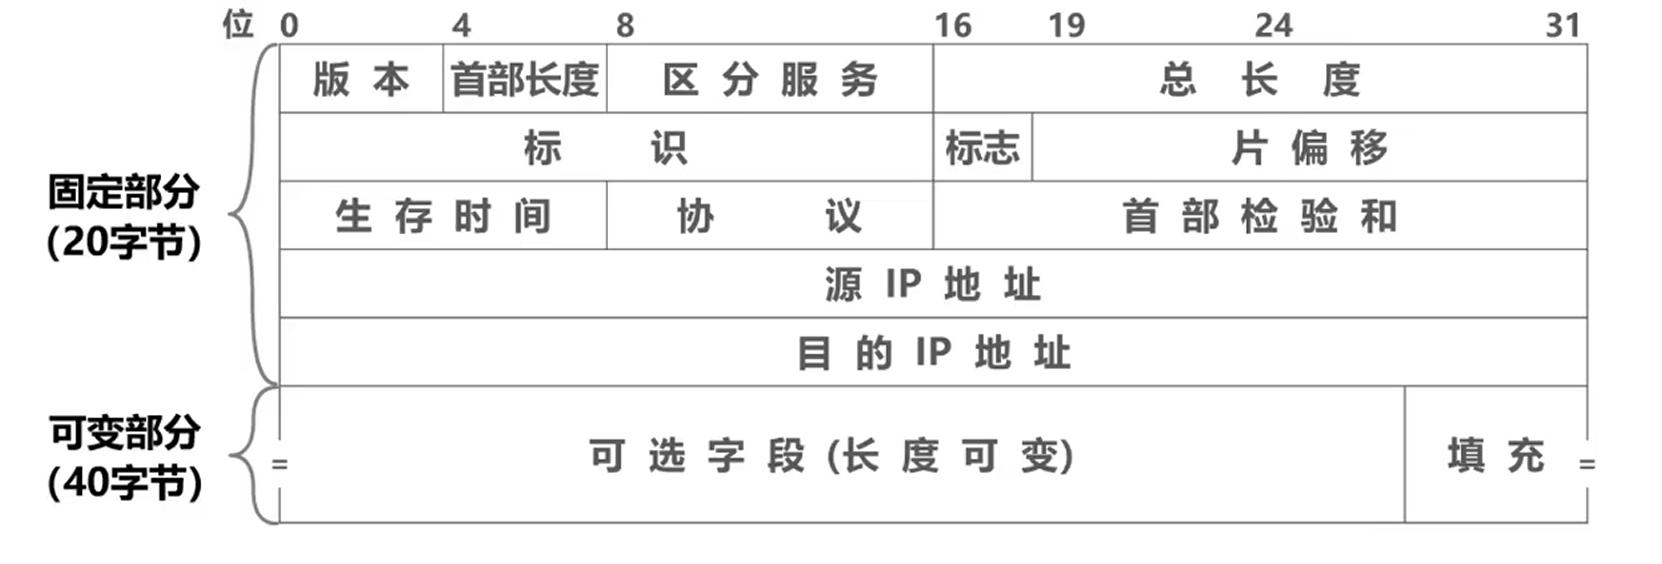 位 0 4 8 16 19 24 31
版 本 首部长度 区 分 服 务 总 长 度
标 识 标志 片 偏 移
固定部分
(20字节)
生 存 时 间 协 议 首 部 检 验 和
源 IP 地 址
目 的 IP 地 址
可变部分
(40字节)
= 可 选 字 段 (长 度 可 变) 填 充 =